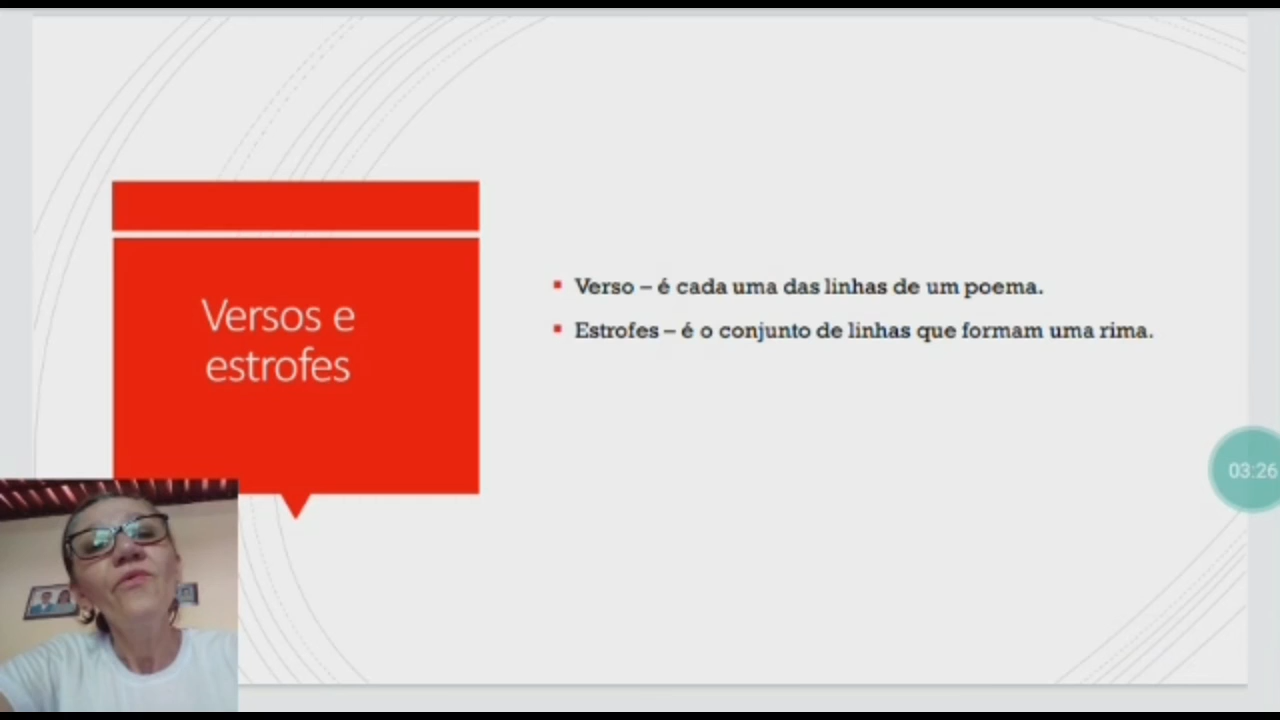 Versos e
estrofes
Verso – é cada uma das linhas de um poema.
Estrofes – é o conjunto de linhas que formam uma rima.
03:26